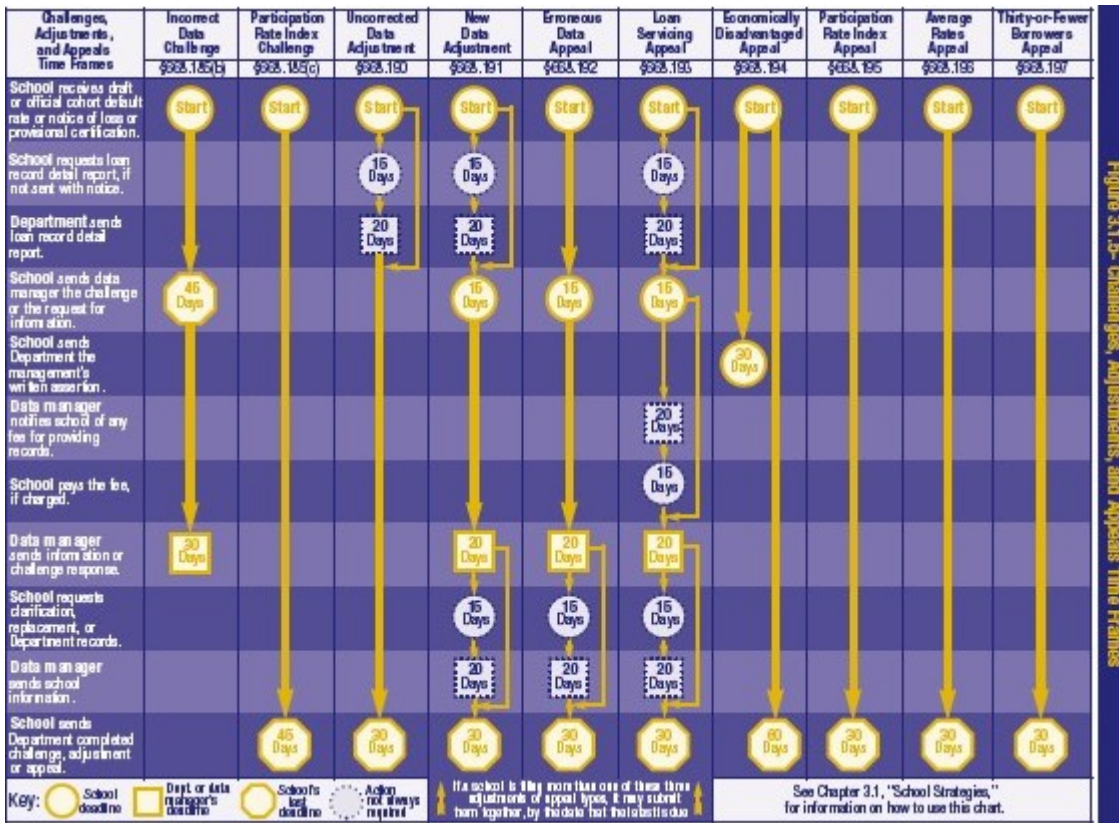 Challenges,
Adjustments,
and Appeals
Time Frames
Incorrect
Data
Challenge
§668.185(b)
Participation
Rate Index
Challenge
§668.185(c)
Uncorrected
Data
Adjustment
§668.190
New
Data
Adjustment
§668.191
Erroneous
Data
Appeal
§668.192
Loan
Servicing
Appeal
§668.193
Economically
Disadvantaged
Appeal
§668.194
Participation
Rate Index
Appeal
§668.195
Average
Rates
Appeal
§668.196
Thirty-or-Fewer
Borrowers
Appeal
§668.197
School receives draft
or official cohort default
rate or notice of loss or
provisional certification.
Start
Start
Start
Start
Start
Start
Start
Start
Start
Start
School requests loan
record detail report, if
not sent with notice.
15
Days
15
Days
15
Days
Department sends
loan record detail
report.
20
Days
20
Days
20
Days
School sends data
manager the challenge
or the request for
information.
45
Days
15
Days
15
Days
15
Days
School sends
Department the
management's
written assertion.
30
Days
Data manager
notifies school of any
fee for providing
records.
20
Days
School pays the fee,
if charged.
15
Days
Data manager
sends information or
challenge response.
30
Days
20
Days
20
Days
20
Days
School requests
clarification,
replacement, or
Department records.
15
Days
15
Days
15
Days
Data manager
sends school
information.
20
Days
20
Days
20
Days
School sends
Department completed
challenge, adjustment
or appeal.
45
Days
30
Days
30
Days
30
Days
30
Days
60
Days
30
Days
30
Days
30
Days
Key:
School
deadline
Dept. or data
manager's
deadline
School's
last
deadline
Action
not always
required
If a school is filing more than one of these three
adjustments or appeal types, it may submit
them together, by the date that the last is due
See Chapter 3.1, "School Strategies,"
for information on how to use this chart.
Figure 3.1.5- Challenges, Adjustments, and Appeals Time Frames